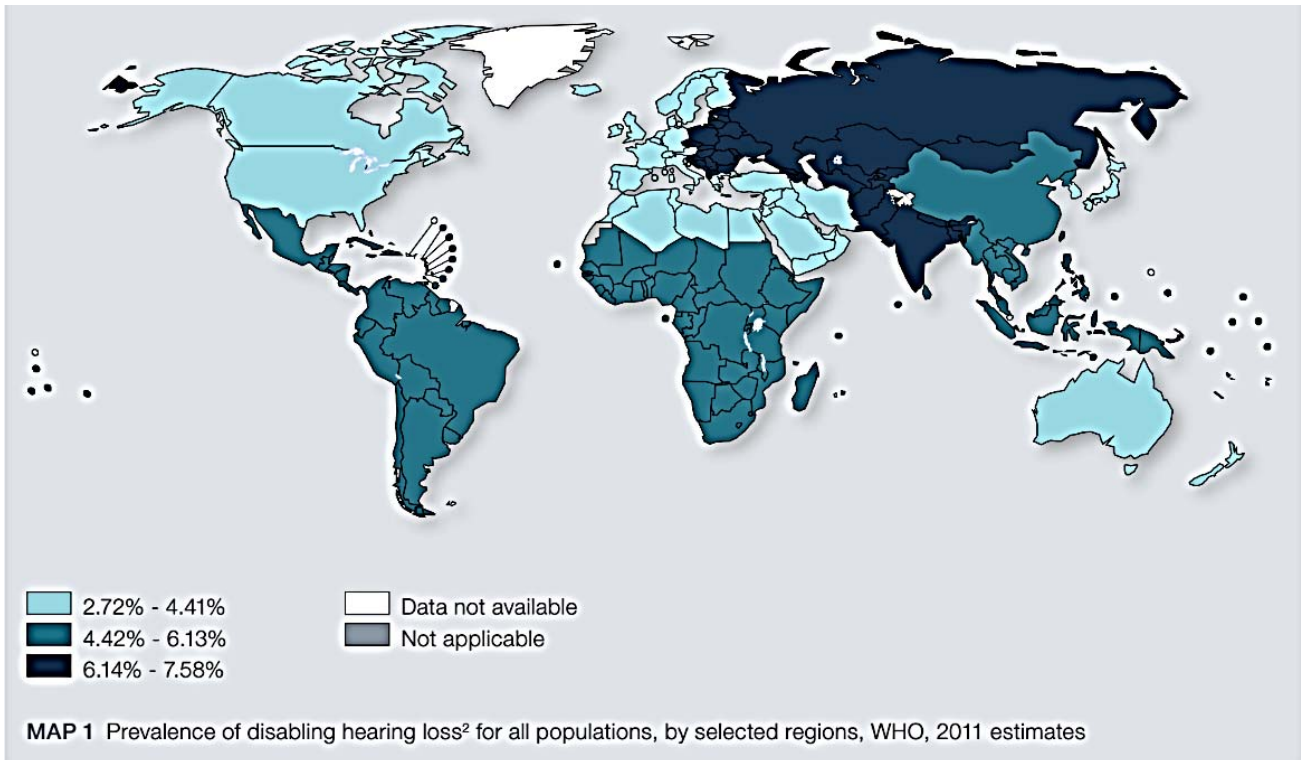 2.72% - 4.41%
4.42% - 6.13%
6.14% - 7.58%
Data not available
Not applicable
MAP 1 Prevalence of disabling hearing loss² for all populations, by selected regions, WHO, 2011 estimates